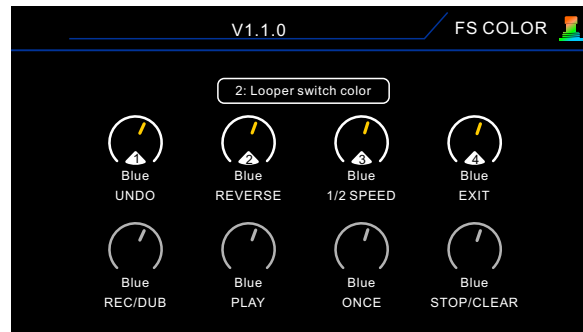 V1.1.0
FS COLOR
2: Looper switch color
1 2 3 4
Blue Blue Blue Blue
UNDO REVERSE 1/2 SPEED EXIT
Blue Blue Blue Blue
REC/DUB PLAY ONCE STOP/CLEAR